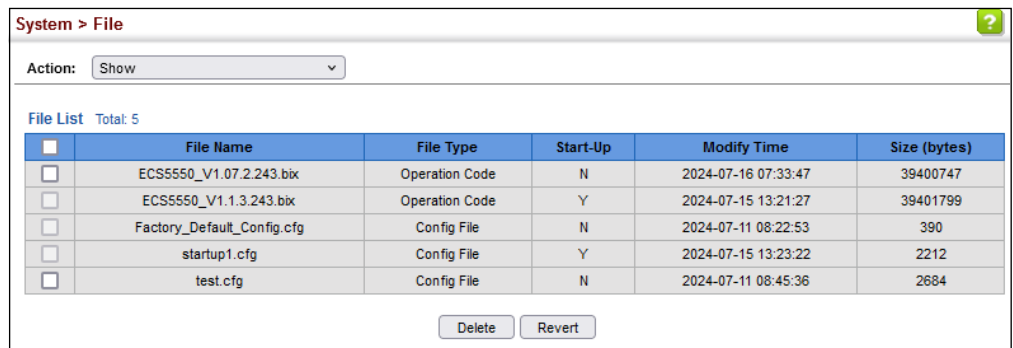 System > File
?
Action: Show
File List Total: 5
File Name File Type Start-Up Modify Time Size (bytes)
ECS5550_V1.07.2.243.bix Operation Code N 2024-07-16 07:33:47 39400747
ECS5550_V1.1.3.243.bix Operation Code Y 2024-07-15 13:21:27 39401799
Factory_Default_Config.cfg Config File N 2024-07-11 08:22:53 390
startup1.cfg Config File Y 2024-07-15 13:23:22 2212
test.cfg Config File N 2024-07-11 08:45:36 2684
Delete Revert